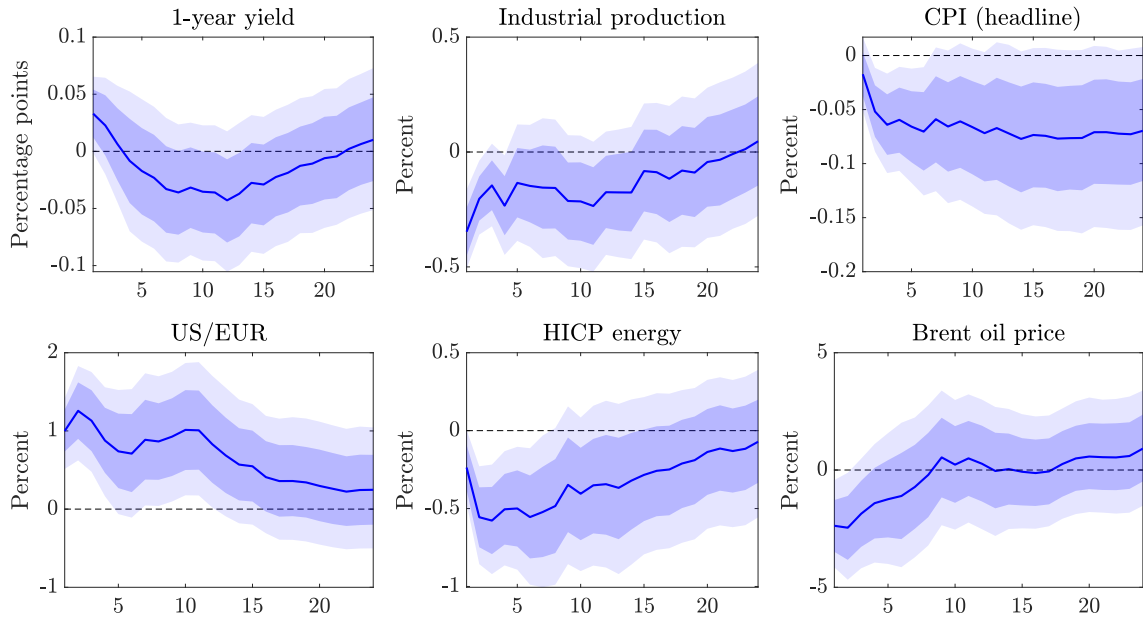 1-year yield
Percentage points
0.1
0.05
0
-0.05
-0.1
5 10 15 20
Industrial production
Percent
0.5
0
-0.5
5 10 15 20
CPI (headline)
Percent
0
-0.05
-0.1
-0.15
-0.2
5 10 15 20
US/EUR
Percent
2
1
0
-1
5 10 15 20
HICP energy
Percent
0.5
0
-0.5
-1
5 10 15 20
Brent oil price
Percent
5
0
-5
5 10 15 20